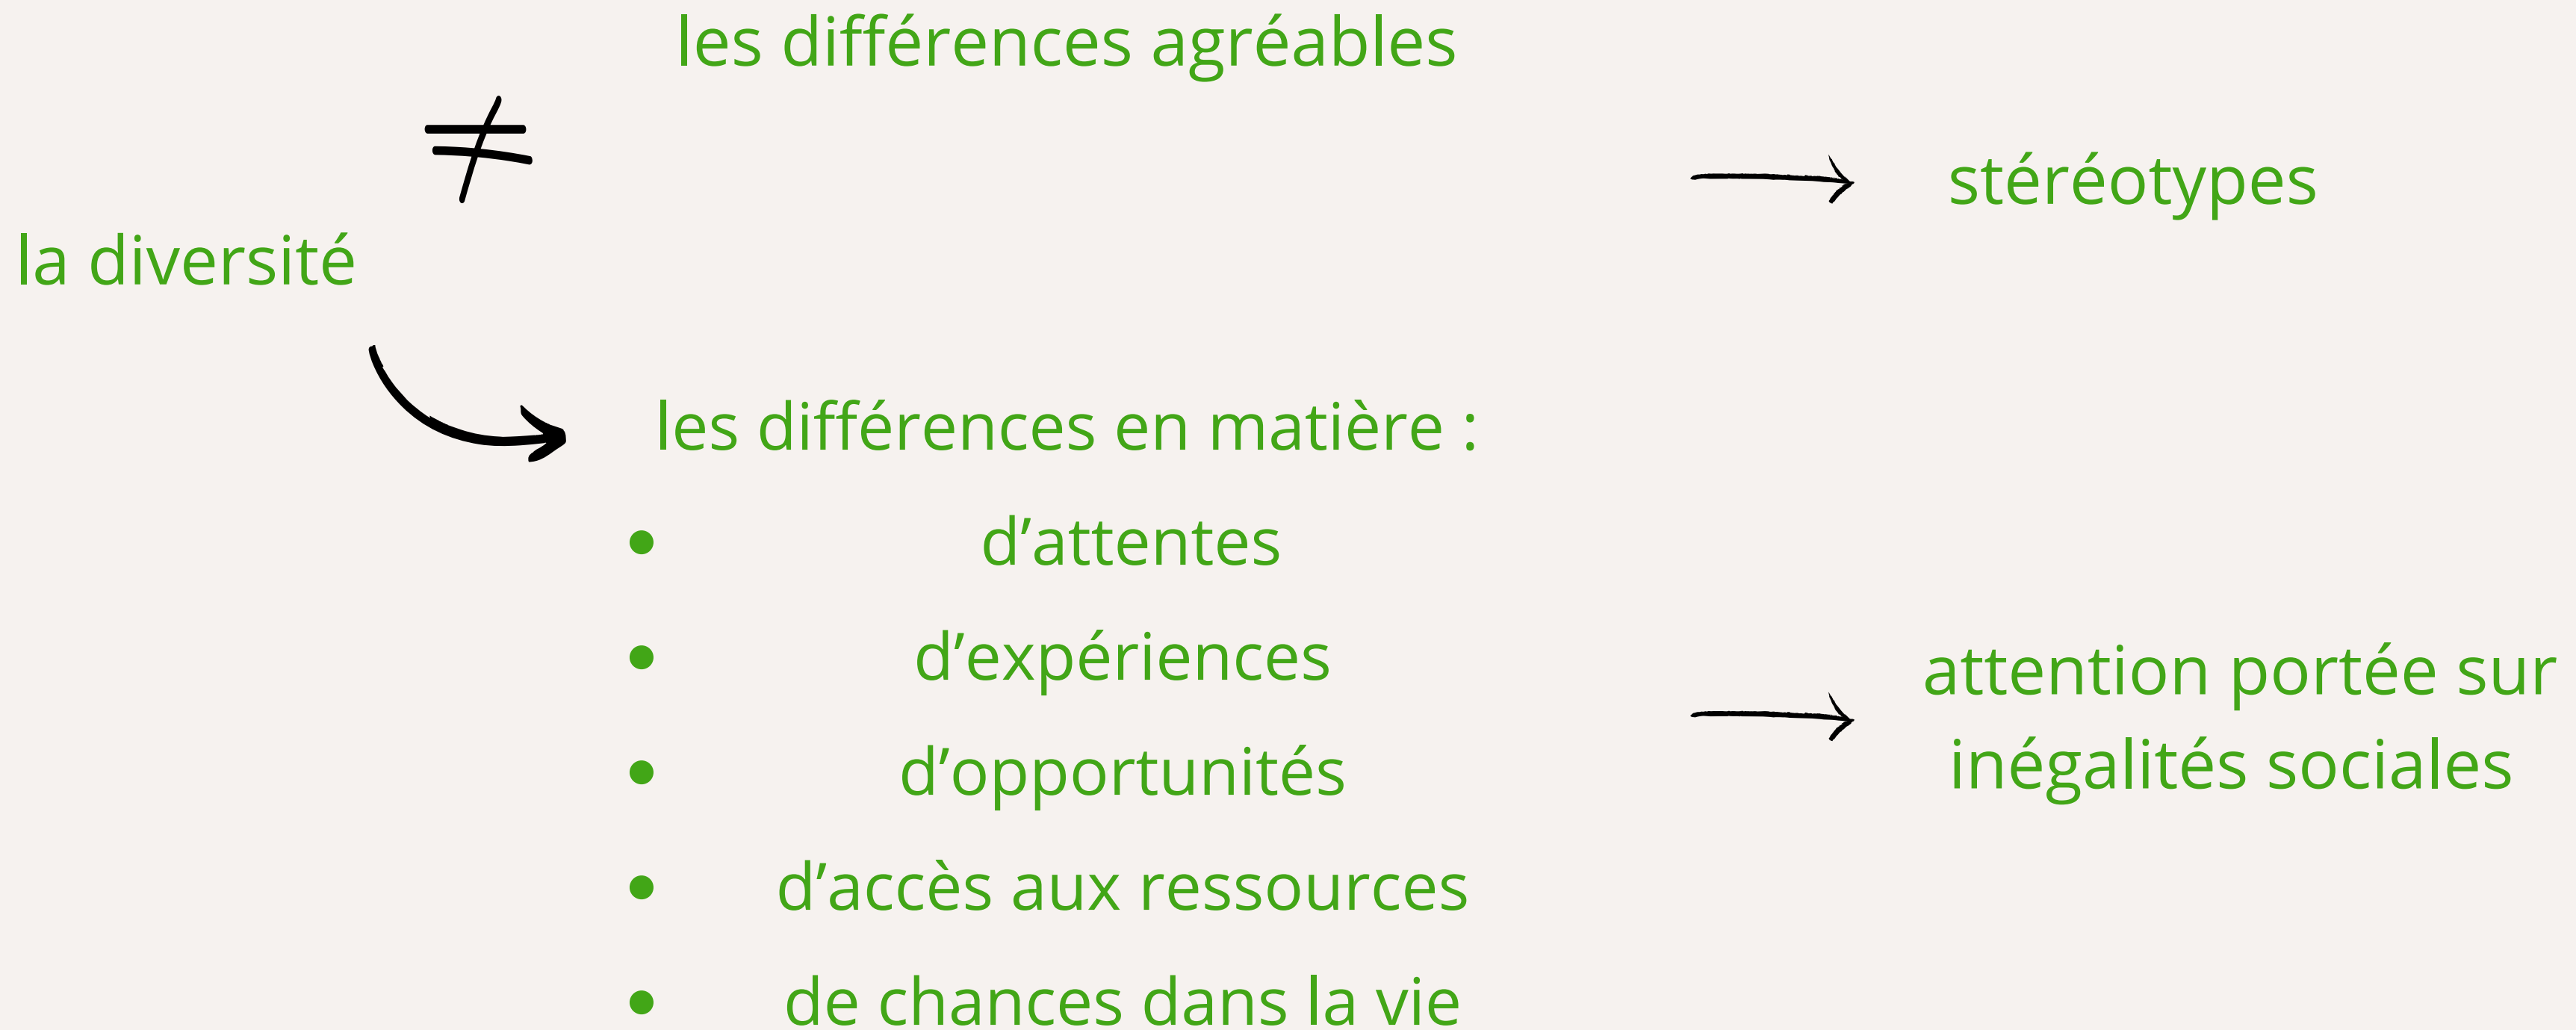 les différences agréables
≠
→ stéréotypes
la diversité
les différences en matière :
• d’attentes
• d’expériences
• d’opportunités
• d’accès aux ressources
• de chances dans la vie
→ attention portée sur
inégalités sociales